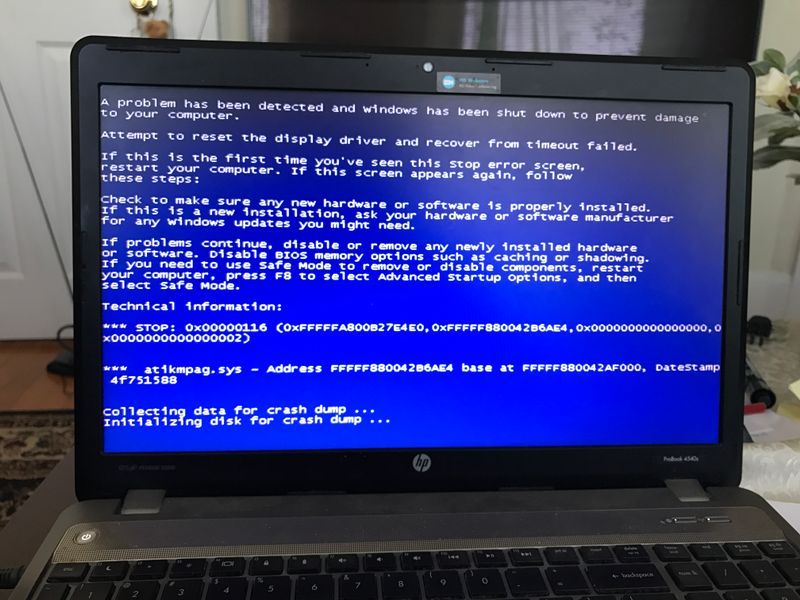 A problem has been detected and windows has been shut down to prevent damage
to your computer.
Attempt to reset the display driver and recover from timeout failed.
If this is the first time you've seen this Stop error screen,
restart your computer. If this screen appears again, follow
these steps:
Check to make sure any new hardware or software is properly installed.
If this is a new installation, ask your hardware or software manufacturer
for any windows updates you might need.
If problems continue, disable or remove any newly installed hardware
or software. Disable BIOS memory options such as caching or shadowing.
If you need to use Safe Mode to remove or disable components, restart
your computer, press F8 to select Advanced Startup Options, and then
select Safe Mode.
Technical information:
*** STOP: 0x00000116 (0xFFFFFA800B27E4E0,0xFFFFF880042B6AE4,0x0000000000000000,0
x0000000000000002)
*** atikmpag.sys - Address FFFFF880042B6AE4 base at FFFFF880042AF000, DateStamp
4f751588
Collecting data for crash dump ...
Initializing disk for crash dump ...
hp
ProBook 4540s
backspace